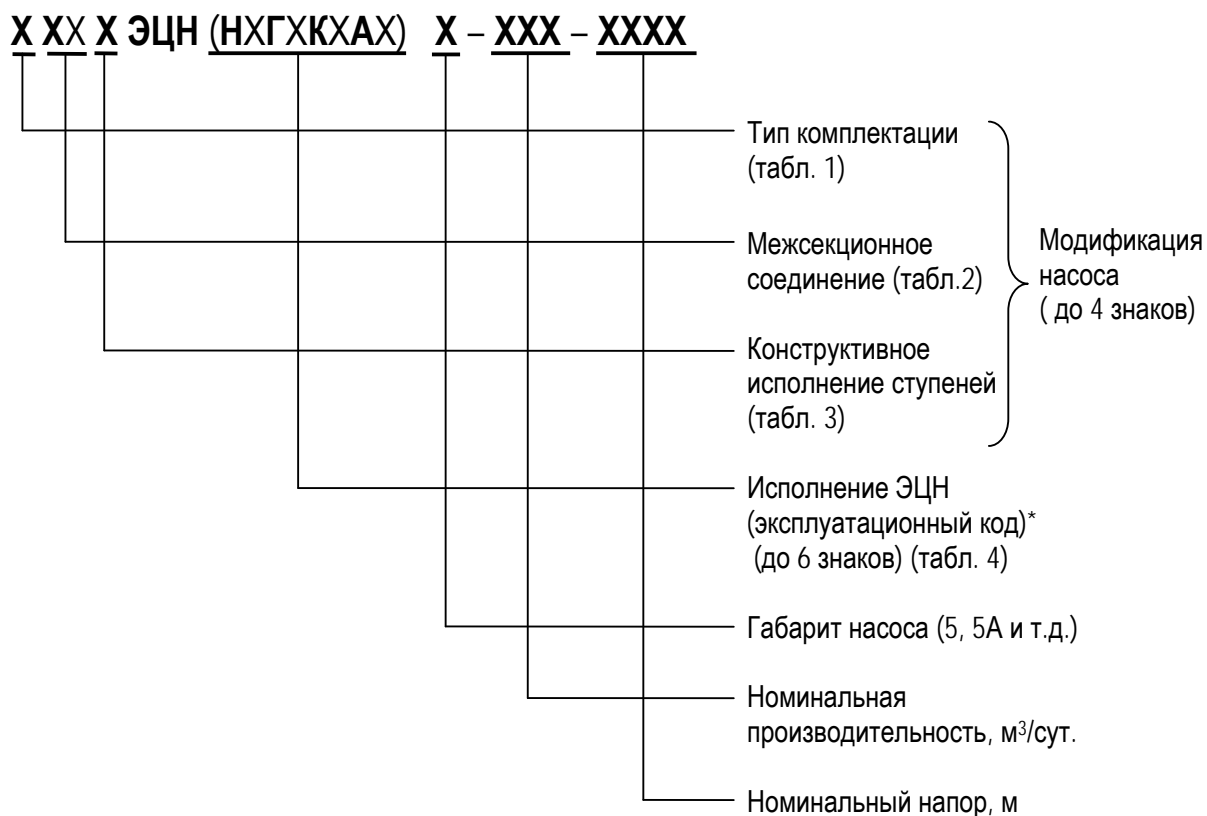 Х ХХ Х ЭЦН (НХГХКХАХ) Х – ХХХ – ХХХХ
Тип комплектации
(табл. 1)
Межсекционное
соединение (табл.2)
Конструктивное
исполнение ступеней
(табл. 3)
Модификация
насоса
( до 4 знаков)
Исполнение ЭЦН
(эксплуатационный код)*
(до 6 знаков) (табл. 4)
Габарит насоса (5, 5А и т.д.)
Номинальная
производительность, м³/сут.
Номинальный напор, м